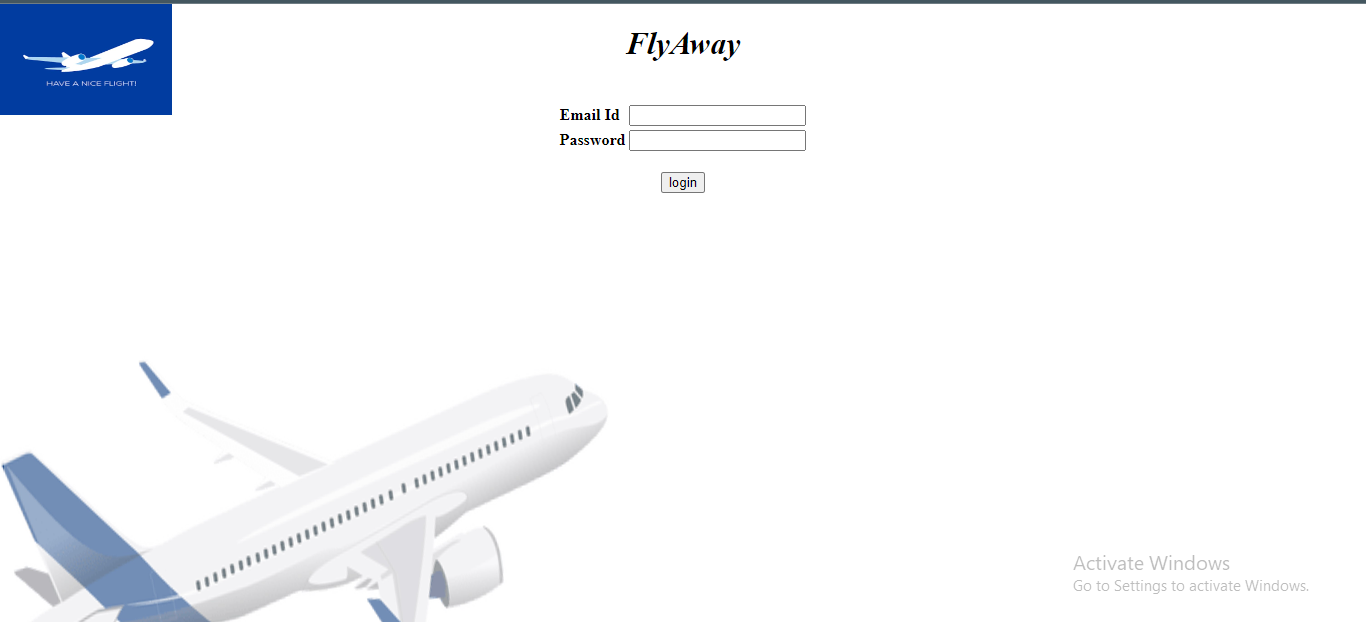 HAVE A NICE FLIGHT!
FlyAway
Email Id
Password
login
Activate Windows
Go to Settings to activate Windows.